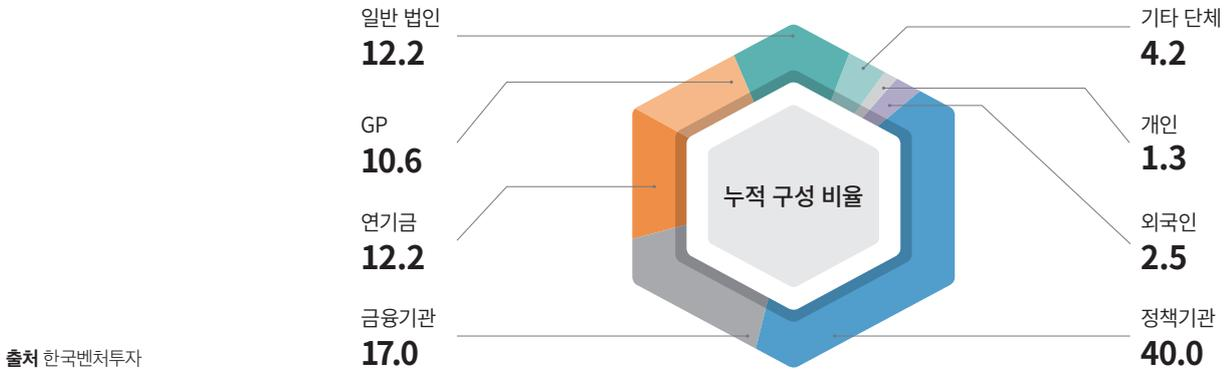 일반 법인
12.2
GP
10.6
연기금
12.2
금융기관
17.0
누적 구성 비율
기타 단체
4.2
개인
1.3
외국인
2.5
정책기관
40.0
출처 한국벤처투자